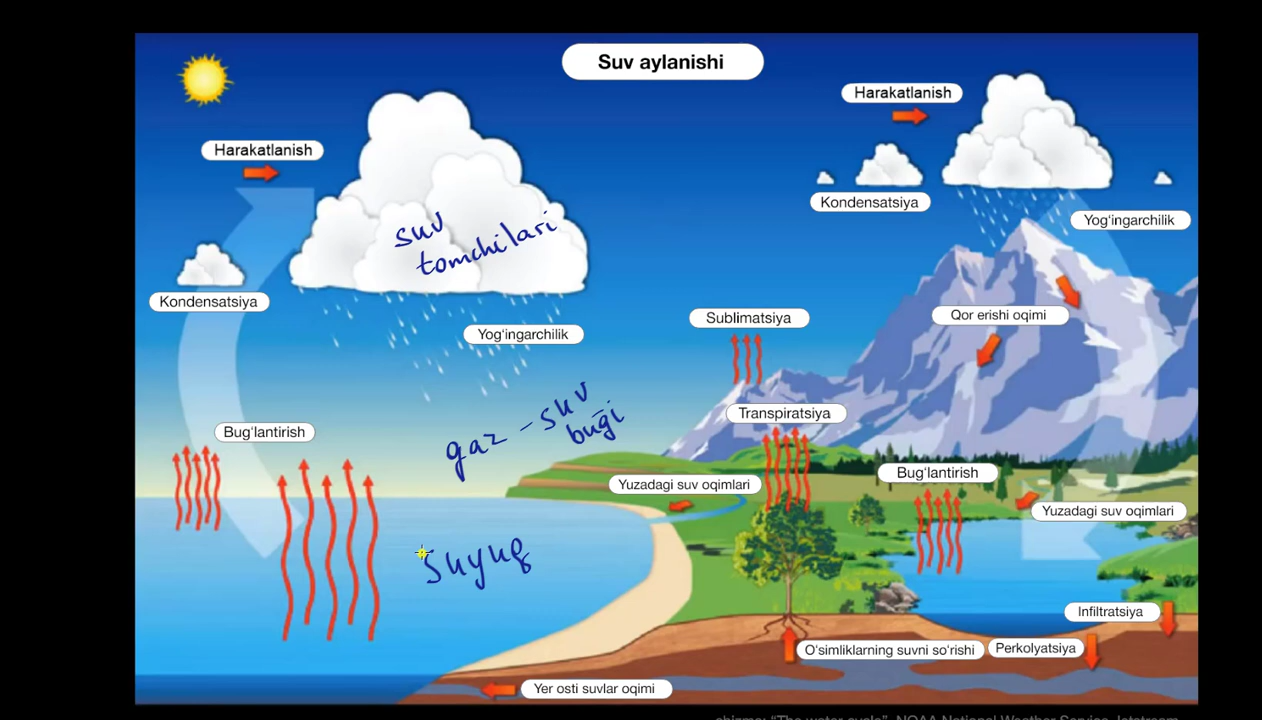 Suv aylanishi
Harakatlanish
Harakatlanish
Kondensatsiya
Yog‘ingarchilik
suv
tomchilari
Kondensatsiya
Yog‘ingarchilik
Sublimatsiya
Qor erishi oqimi
gaz - suv
buği
Transpiratsiya
Bug‘lantirish
Bug‘lantirish
Yuzadagi suv oqimlari
Yuzadagi suv oqimlari
Suyuq
Infiltratsiya
O‘simliklarning suvni so‘rishi
Perkolyatsiya
Yer osti suvlar oqimi